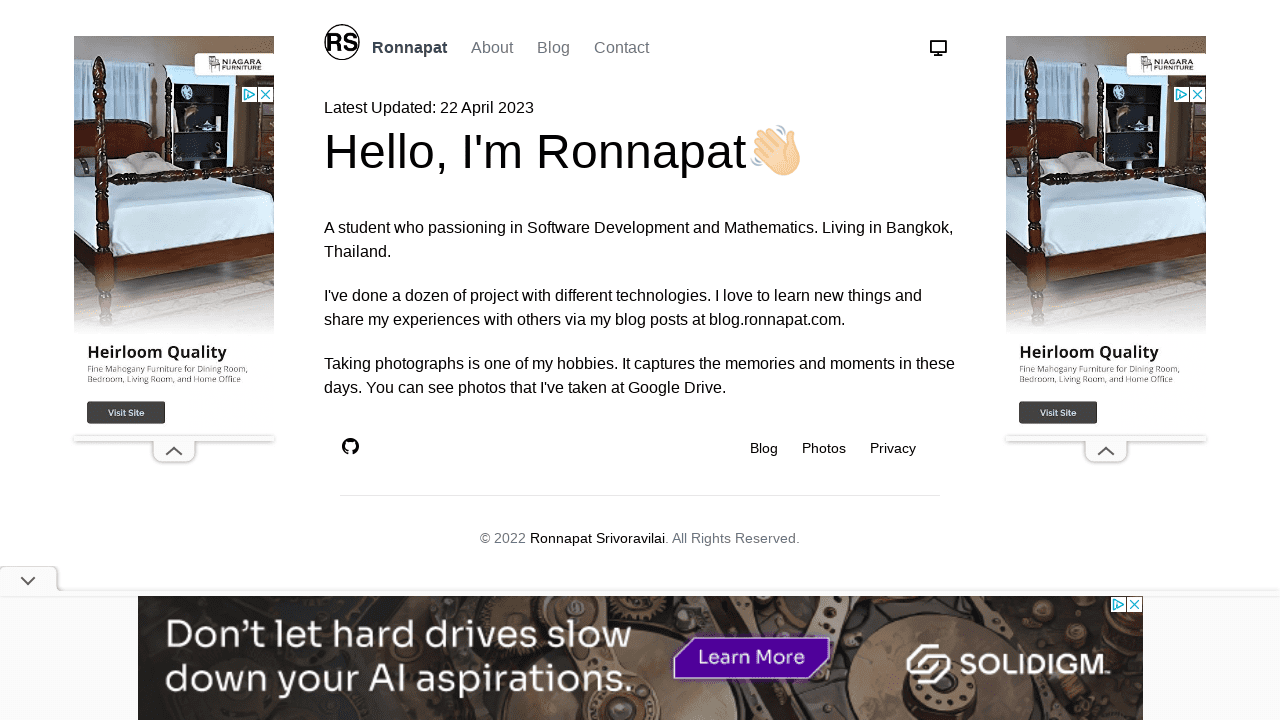 RS
Ronnapat About Blog Contact
Latest Updated: 22 April 2023
Hello, I'm Ronnapat
A student who passioning in Software Development and Mathematics. Living in Bangkok,
Thailand.
I've done a dozen of project with different technologies. I love to learn new things and
share my experiences with others via my blog posts at blog.ronnapat.com.
Taking photographs is one of my hobbies. It captures the memories and moments in these
days. You can see photos that I've taken at Google Drive.
Blog Photos Privacy
© 2022 Ronnapat Srivoravilai. All Rights Reserved.
NIAGARA
FURNITURE
Heirloom Quality
Fine Mahogany Furniture for Dining Room,
Bedroom, Living Room, and Home Office
Visit Site
NIAGARA
FURNITURE
Heirloom Quality
Fine Mahogany Furniture for Dining Room,
Bedroom, Living Room, and Home Office
Visit Site
Don't let hard drives slow
down your AI aspirations.
Learn More
SOLIDIGM